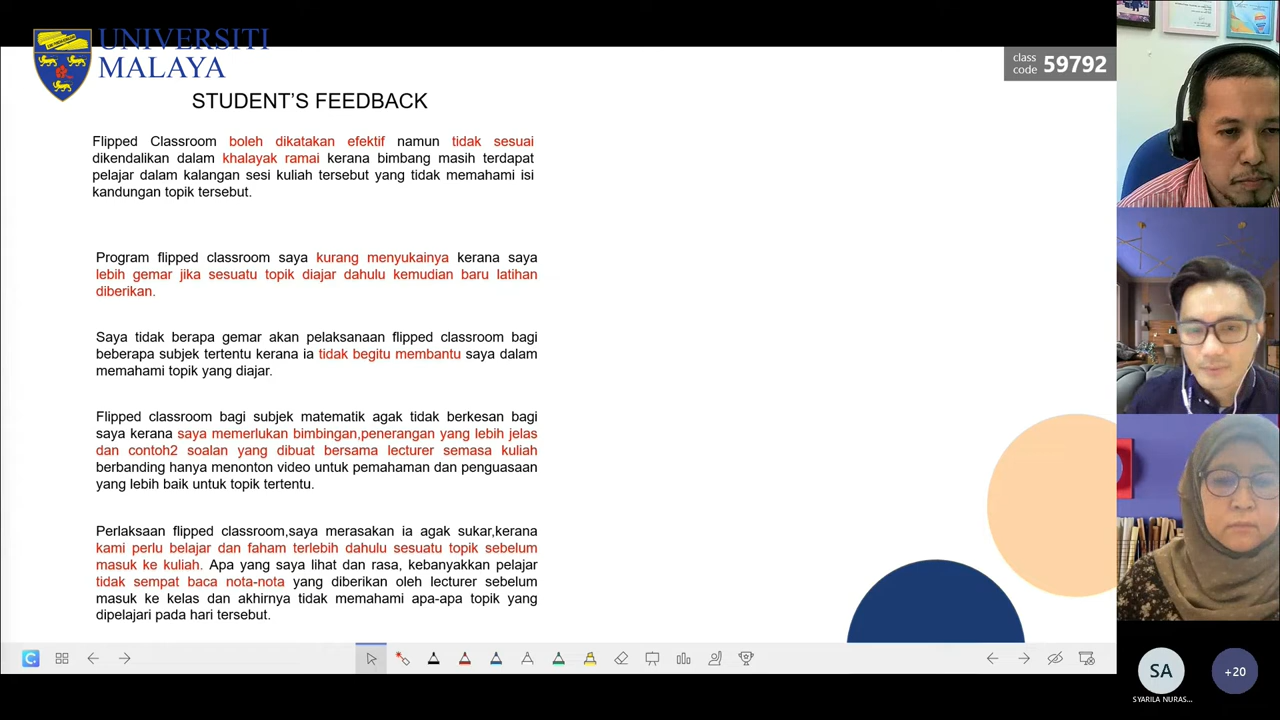 UNIVERSITI
MALAYA
class
code 59792
STUDENT'S FEEDBACK
Flipped Classroom boleh dikatakan efektif namun tidak sesuai
dikendalikan dalam khalayak ramai kerana bimbang masih terdapat
pelajar dalam kalangan sesi kuliah tersebut yang tidak memahami isi
kandungan topik tersebut.
Program flipped classroom saya kurang menyukainya kerana saya
lebih gemar jika sesuatu topik diajar dahulu kemudian baru latihan
diberikan.
Saya tidak berapa gemar akan pelaksanaan flipped classroom bagi
beberapa subjek tertentu kerana ia tidak begitu membantu saya dalam
memahami topik yang diajar.
Flipped classroom bagi subjek matematik agak tidak berkesan bagi
saya kerana saya memerlukan bimbingan,penerangan yang lebih jelas
dan contoh2 soalan yang dibuat bersama lecturer semasa kuliah
berbanding hanya menonton video untuk pemahaman dan penguasaan
yang lebih baik untuk topik tertentu.
Perlaksaan flipped classroom,saya merasakan ia agak sukar,kerana
kami perlu belajar dan faham terlebih dahulu sesuatu topik sebelum
masuk ke kuliah. Apa yang saya lihat dan rasa, kebanyakkan pelajar
tidak sempat baca nota-nota yang diberikan oleh lecturer sebelum
masuk ke kelas dan akhirnya tidak memahami apa-apa topik yang
dipelajari pada hari tersebut.
SA
SYARILA NURAS...
+20